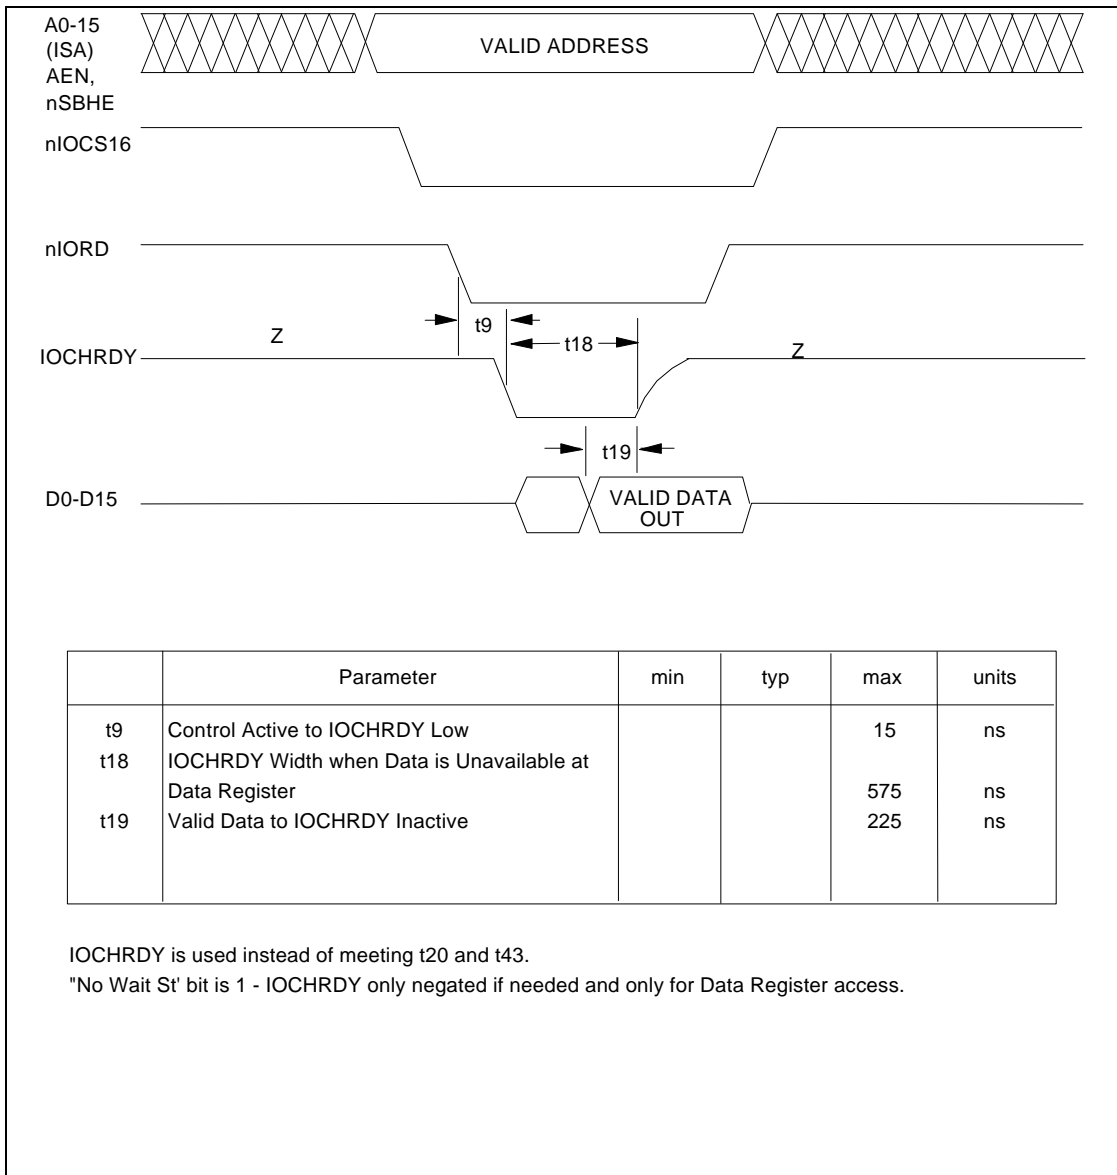 A0-15
(ISA)
AEN,
nSBHE
VALID ADDRESS
nIOCS16
nIORD
t9
Z
t18
IOCHRDY
Z
t19
D0-D15
VALID DATA
OUT
Parameter min typ max units
t9 Control Active to IOCHRDY Low 15 ns
t18 IOCHRDY Width when Data is Unavailable at
Data Register 575 ns
t19 Valid Data to IOCHRDY Inactive 225 ns
IOCHRDY is used instead of meeting t20 and t43.
"No Wait St' bit is 1 - IOCHRDY only negated if needed and only for Data Register access.